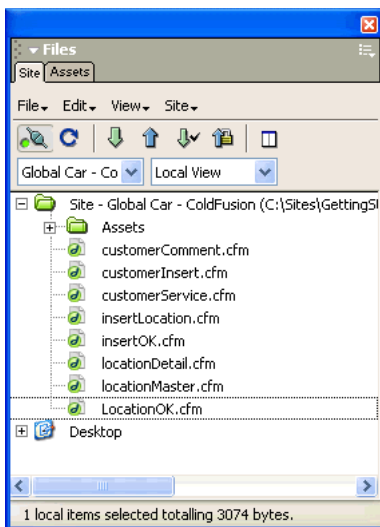 Files
Site Assets
File Edit View Site
Global Car - Co Local View
Site - Global Car - ColdFusion (C:\Sites\GettingSt
Assets
customerComment.cfm
customerInsert.cfm
customerService.cfm
insertLocation.cfm
insertOK.cfm
locationDetail.cfm
locationMaster.cfm
LocationOK.cfm
Desktop
1 local items selected totalling 3074 bytes.